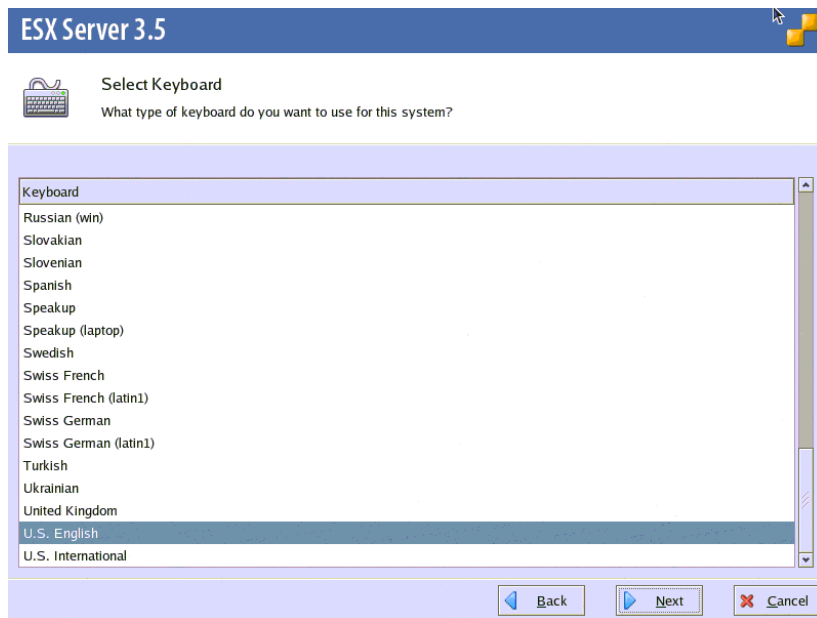 ESX Server 3.5
Select Keyboard
What type of keyboard do you want to use for this system?
Keyboard
Russian (win)
Slovakian
Slovenian
Spanish
Speakup
Speakup (laptop)
Swedish
Swiss French
Swiss French (latin1)
Swiss German
Swiss German (latin1)
Turkish
Ukrainian
United Kingdom
U.S. English
U.S. International
Back Next Cancel